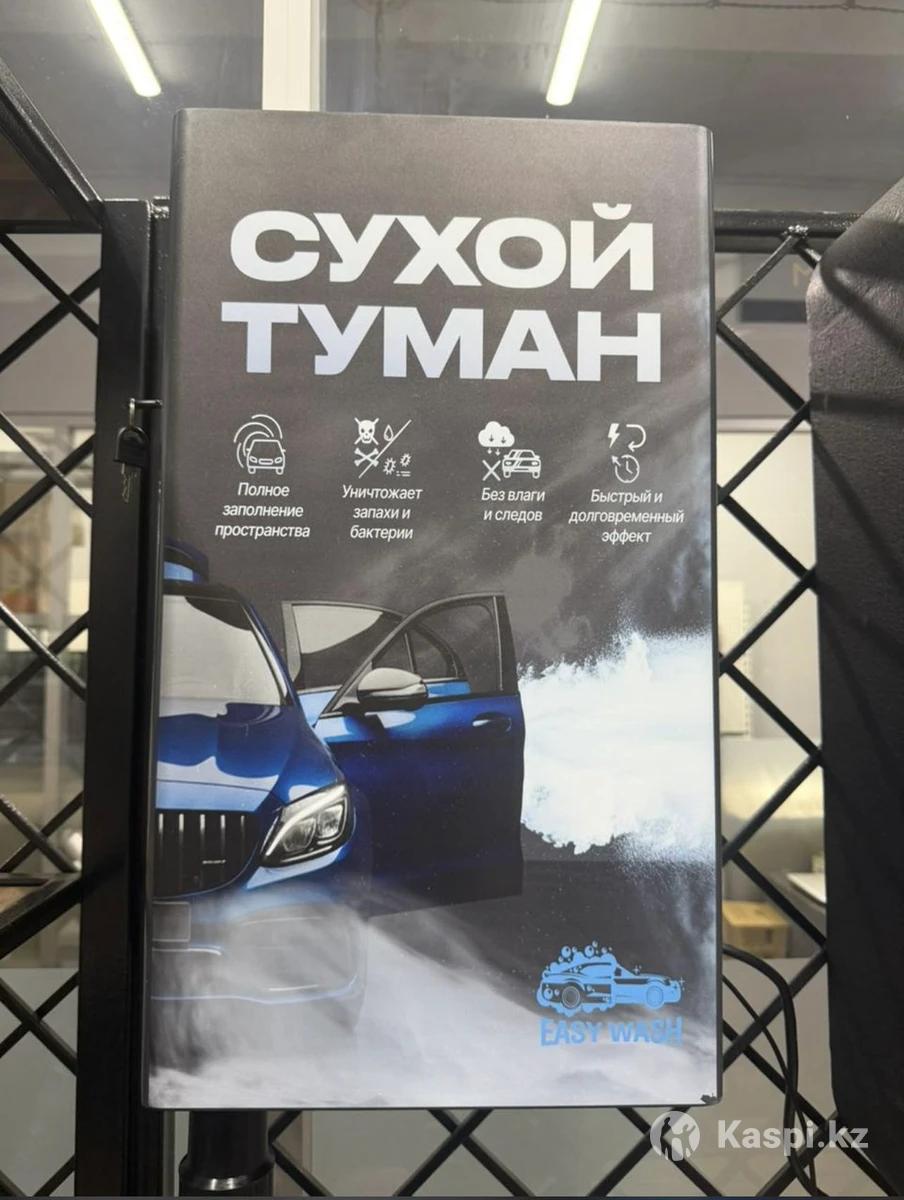 СУХОЙ
ТУМАН
Полное
заполнение
пространства
Уничтожает
запахи и
бактерии
Без влаги
и следов
Быстрый и
долговременный
эффект
EASY WASH
Kaspi.kz